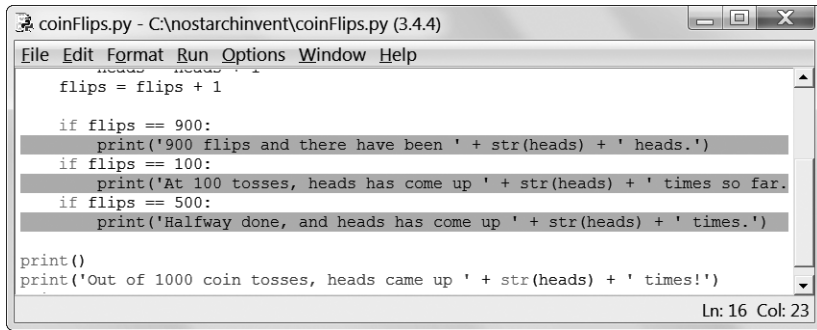 coinFlips.py - C:\nostarchinvent\coinFlips.py (3.4.4)
File Edit Format Run Options Window Help
heads = heads + 1
flips = flips + 1
if flips == 900:
print('900 flips and there have been ' + str(heads) + ' heads.')
if flips == 100:
print('At 100 tosses, heads has come up ' + str(heads) + ' times so far.
if flips == 500:
print('Halfway done, and heads has come up ' + str(heads) + ' times.')
print()
print('Out of 1000 coin tosses, heads came up ' + str(heads) + ' times!')
Ln: 16 Col: 23